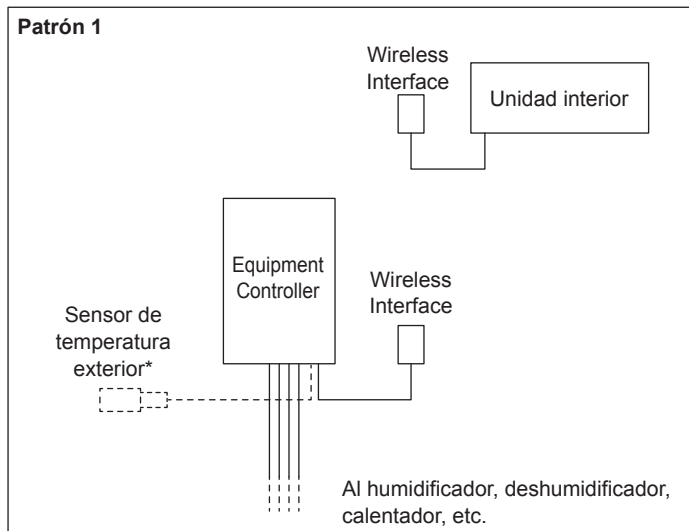 Patrón 1
Wireless
Interface
Unidad interior
Equipment
Controller
Wireless
Interface
Sensor de
temperatura
exterior*
Al humidificador, deshumidificador,
calentador, etc.